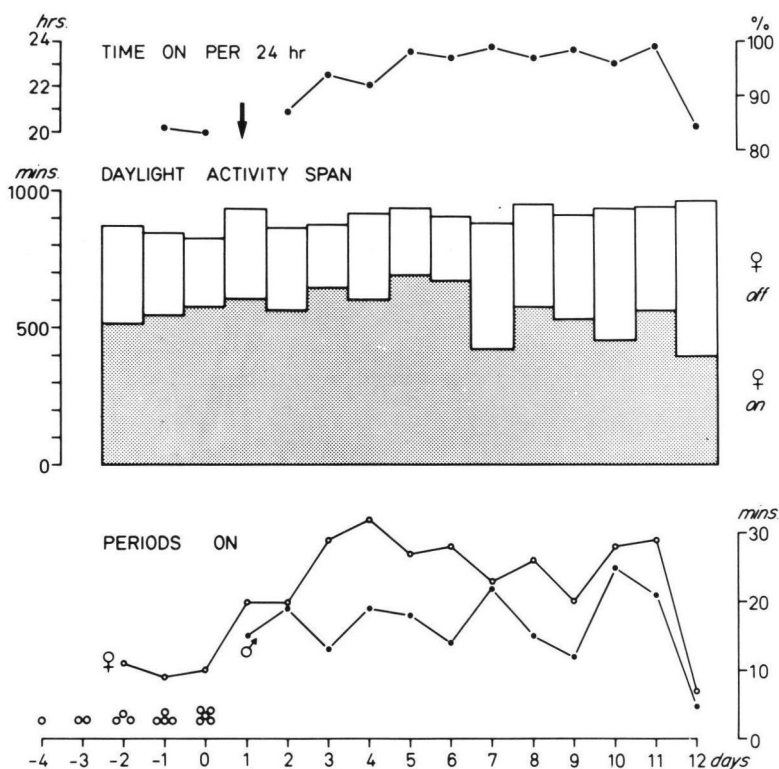 hrs. %
24 TIME ON PER 24 hr 100
22 90
20 80
mins. DAYLIGHT ACTIVITY SPAN
1000
♀ off
500
♀ on
0
mins.
PERIODS ON 30
20
♀ ♂ 10
0
-4 -3 -2 -1 0 1 2 3 4 5 6 7 8 9 10 11 12 days